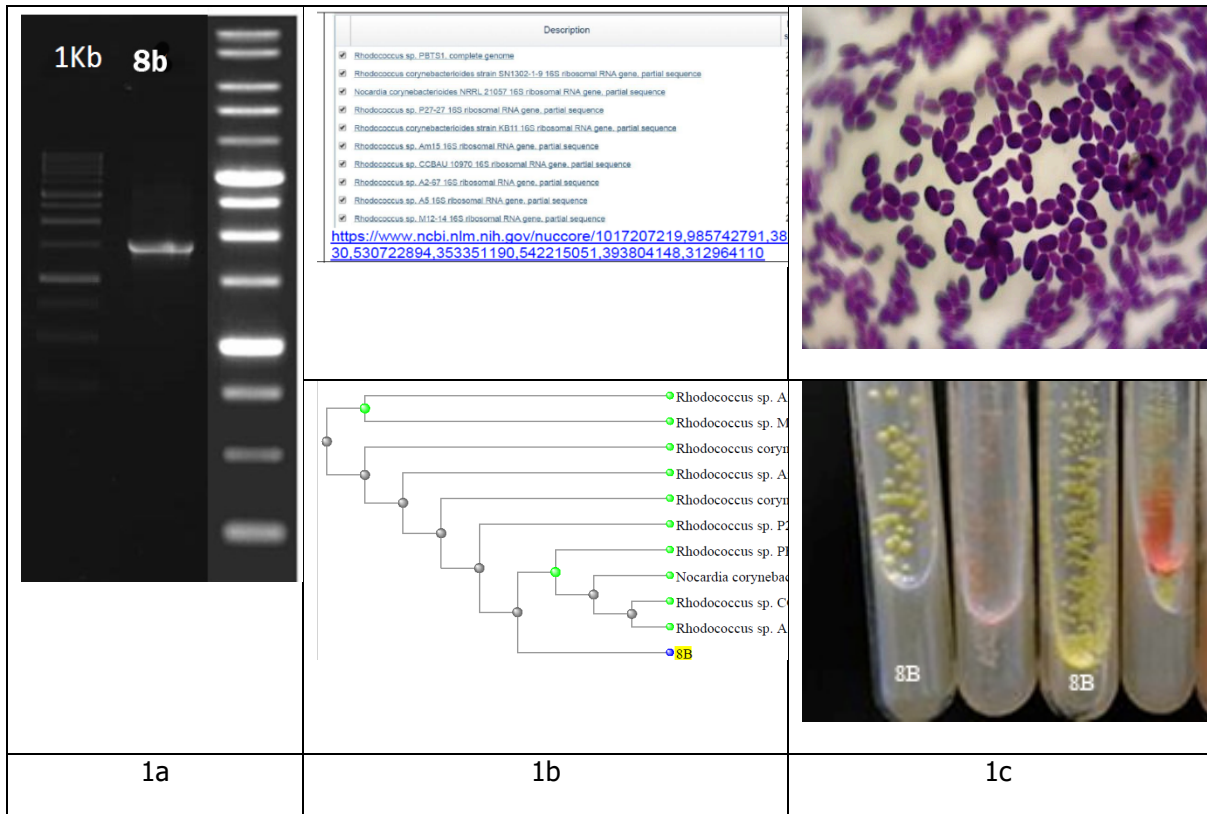 1Kb 8b
Description
Rhodococcus sp. PBTS1, complete genome
Rhodococcus corynebacterioides strain SN1302-1-9 16S ribosomal RNA gene, partial sequence
Nocardia corynebacterioides NRRL 21057 16S ribosomal RNA gene, partial sequence
Rhodococcus sp. P27-27 16S ribosomal RNA gene, partial sequence
Rhodococcus corynebacterioides strain KB11 16S ribosomal RNA gene, partial sequence
Rhodococcus sp. Am15 16S ribosomal RNA gene, partial sequence
Rhodococcus sp. CCBAU 10970 16S ribosomal RNA gene, partial sequence
Rhodococcus sp. A2-67 16S ribosomal RNA gene, partial sequence
Rhodococcus sp. A5 16S ribosomal RNA gene, partial sequence
Rhodococcus sp. M12-14 16S ribosomal RNA gene, partial sequence
https://www.ncbi.nlm.nih.gov/nuccore/1017207219,985742791,38
30,530722894,353351190,542215051,393804148,312964110
Rhodococcus sp. A
Rhodococcus sp. M
Rhodococcus coryn
Rhodococcus sp. A
Rhodococcus coryn
Rhodococcus sp. P2
Rhodococcus sp.
Nocardia corynebac
Rhodococcus sp.
Rhodococcus sp. A
8B
8B
8B
1a
1b
1c